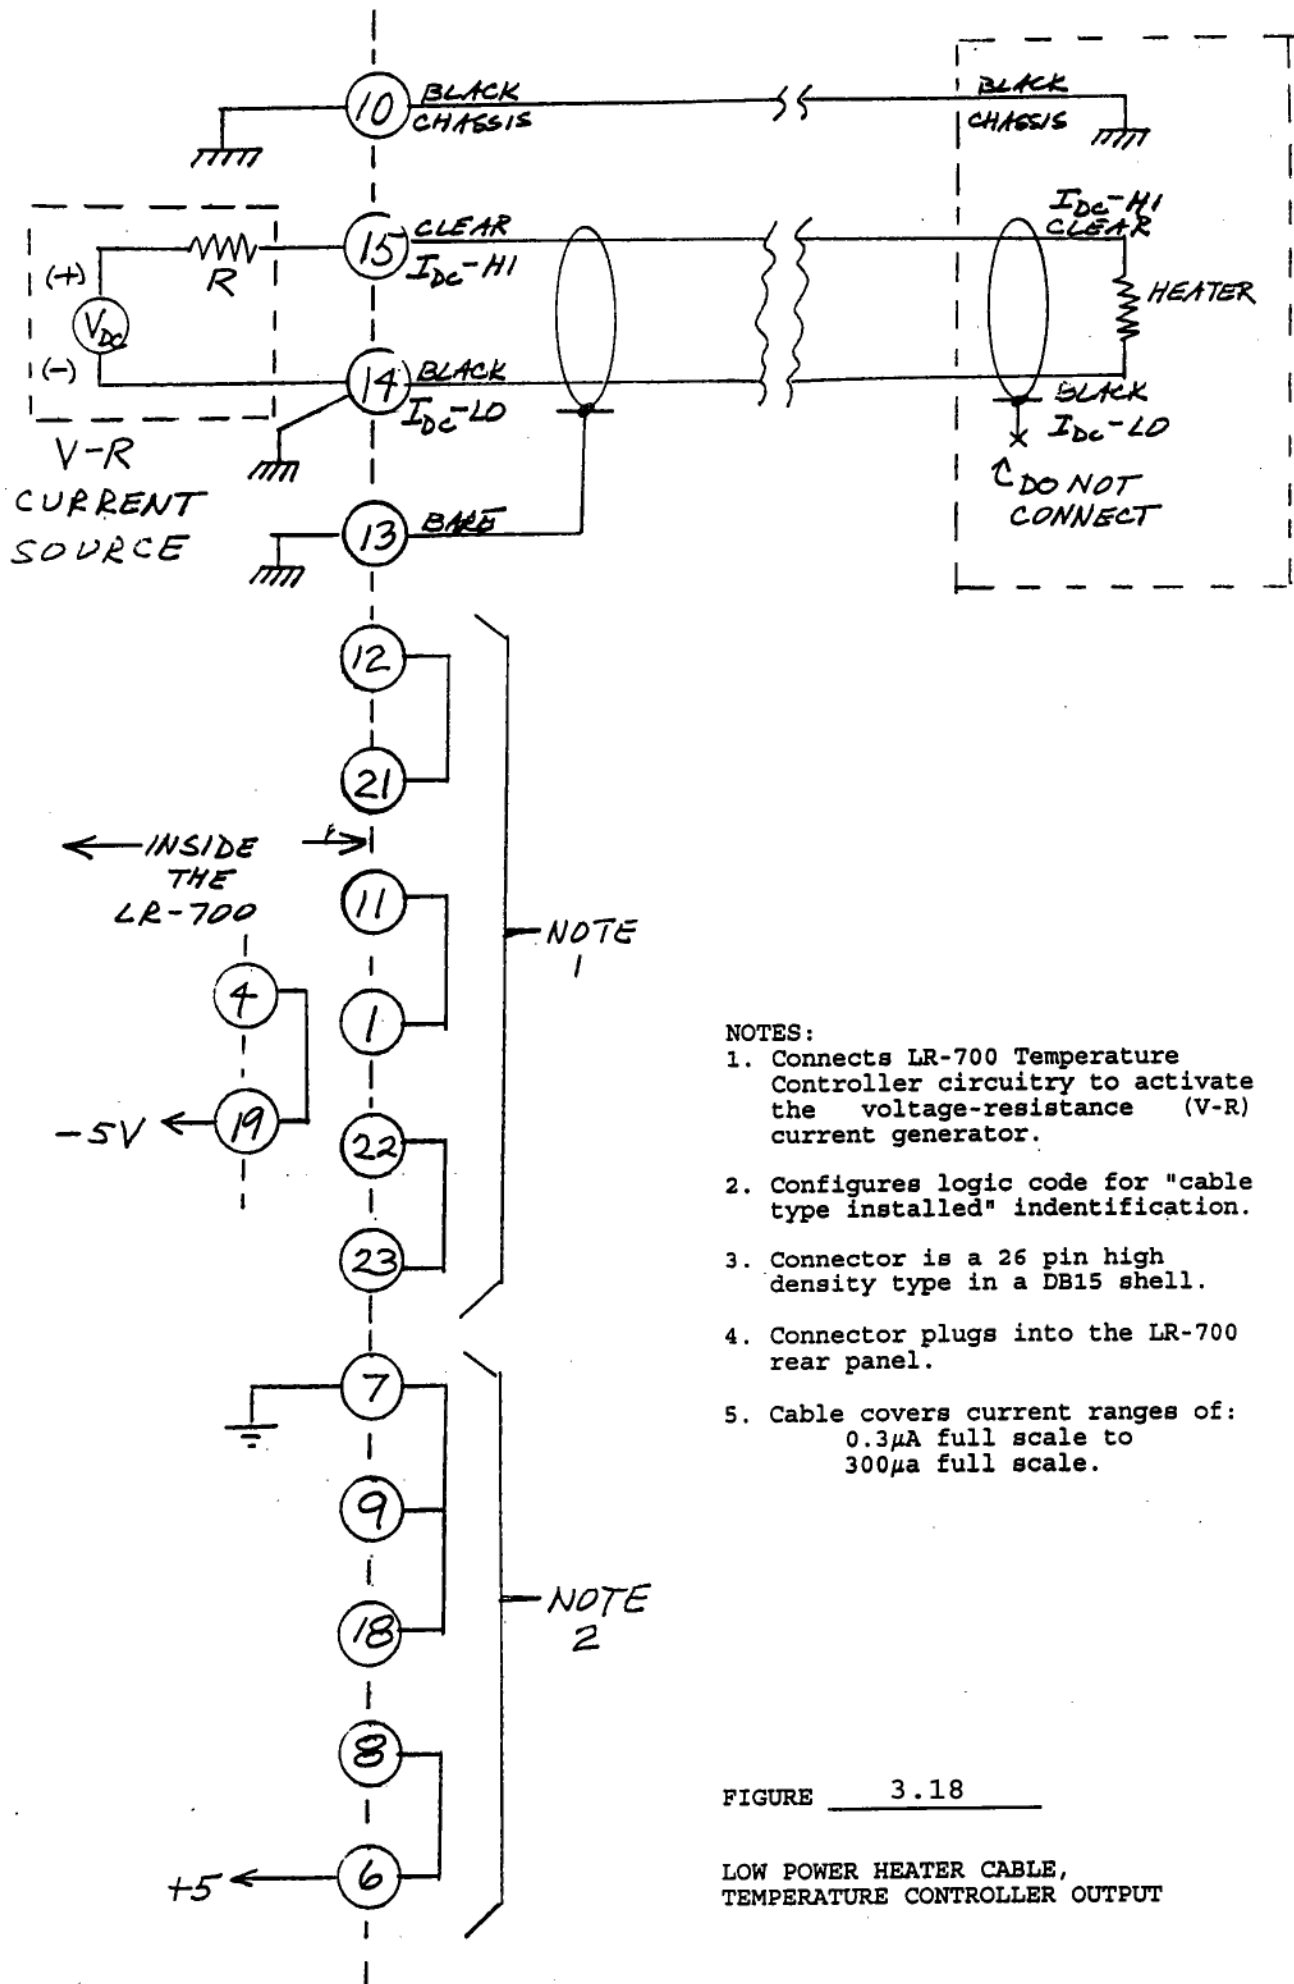 10
BLACK
CHASSIS
BLACK
CHASSIS
(+)
R
VDC
(-)
V-R
CURRENT
SOURCE
15
CLEAR
IDC-HI
IDC-HI
CLEAR
HEATER
14
BLACK
IDC-LO
BLACK
IDC-LO
DO NOT
CONNECT
13
BARE
12
21
INSIDE
THE
LR-700
11
1
4
19
-5V
22
23
NOTE
1
7
9
18
8
6
+5
NOTE
2
NOTES:
1. Connects LR-700 Temperature
Controller circuitry to activate
the voltage-resistance (V-R)
current generator.
2. Configures logic code for "cable
type installed" indentification.
3. Connector is a 26 pin high
density type in a DB15 shell.
4. Connector plugs into the LR-700
rear panel.
5. Cable covers current ranges of:
0.3µA full scale to
300µa full scale.
FIGURE 3.18
LOW POWER HEATER CABLE,
TEMPERATURE CONTROLLER OUTPUT